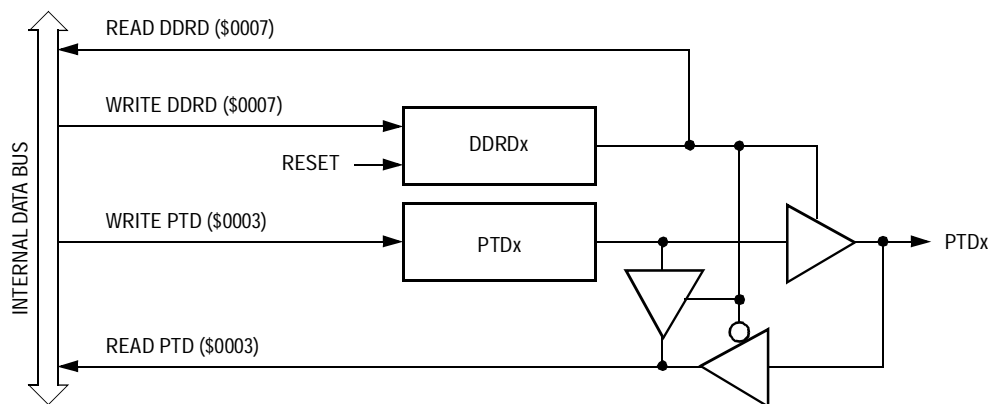 READ DDRD ($0007)
WRITE DDRD ($0007)
DDRDx
RESET
INTERNAL DATA BUS
WRITE PTD ($0003)
PTDx
PTDx
READ PTD ($0003)